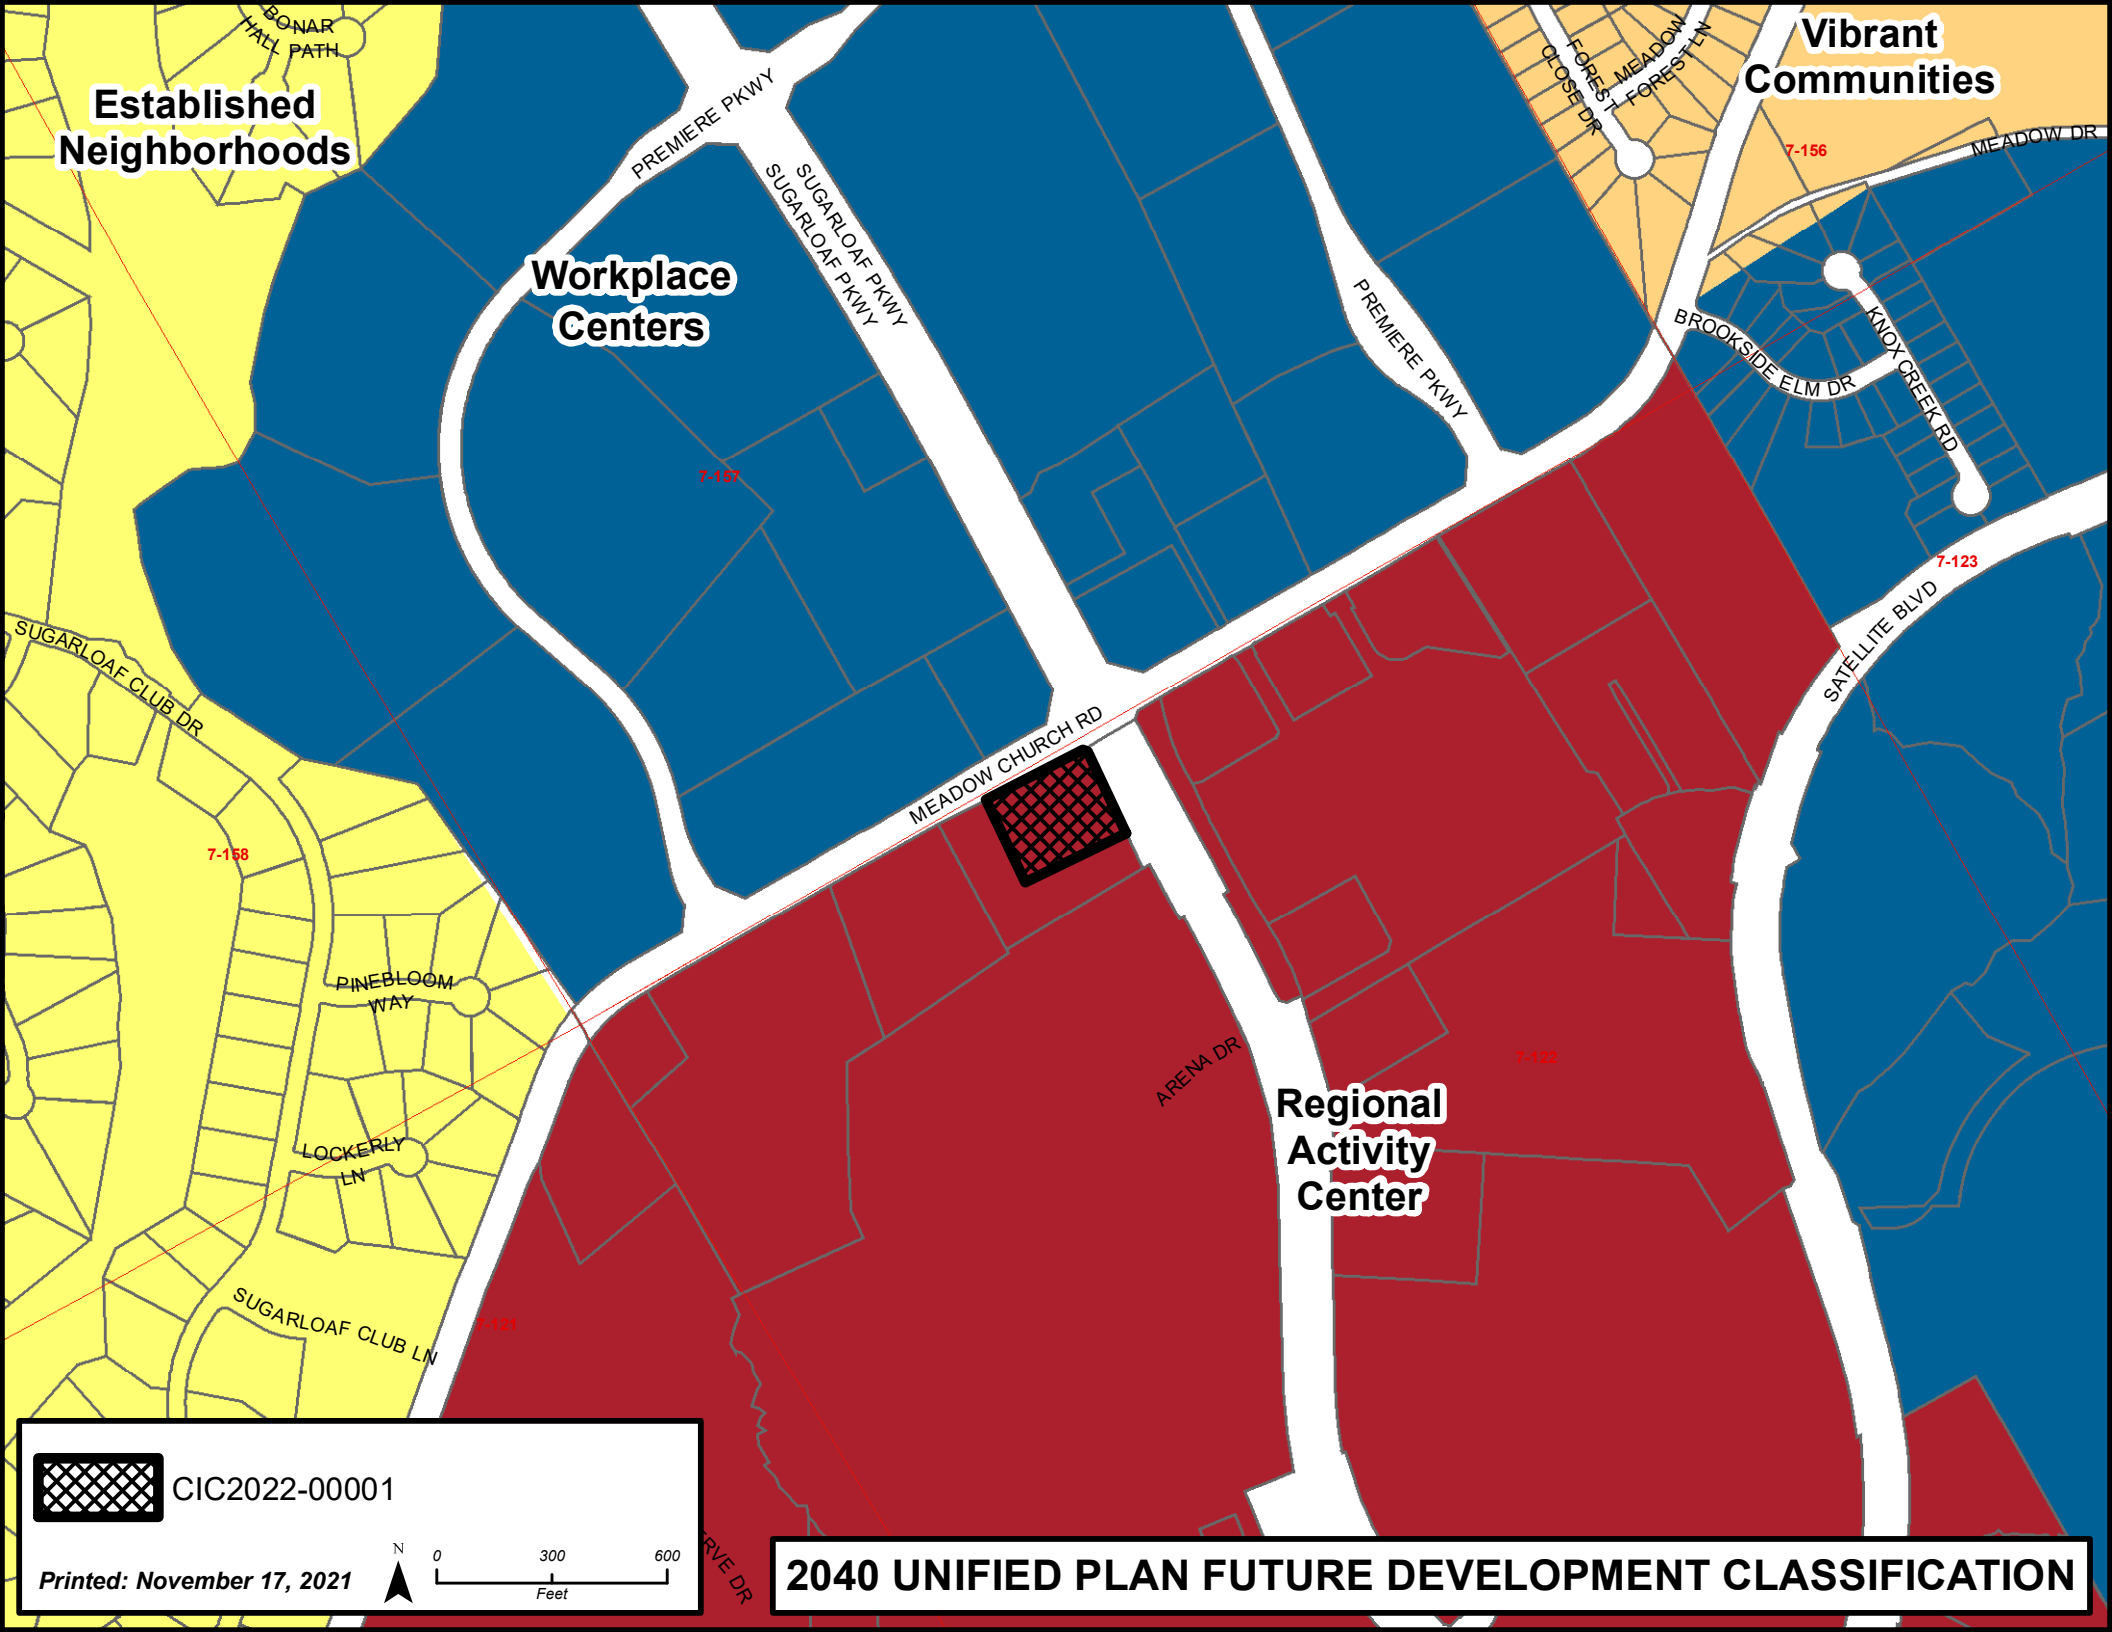 BONAR
HALL PATH
Established
Neighborhoods
Vibrant
Communities
FOREST
CLOSE DR
MEADOW
FOREST LN
7-156
MEADOW DR
PREMIERE PKWY
SUGARLOAF PKWY
SUGARLOAF PKWY
Workplace
Centers
PREMIERE PKWY
BROOKSIDE ELM DR
KNOX CREEK RD
7-157
7-123
SATELLITE BLVD
SUGARLOAF CLUB DR
MEADOW CHURCH RD
7-158
PINEBLOOM
WAY
ARENA DR
7-122
Regional
Activity
Center
LOCKERLY
LN
SUGARLOAF CLUB LN
7-121
CIC2022-00001
Printed: November 17, 2021
N
0 300 600
Feet
DR
2040 UNIFIED PLAN FUTURE DEVELOPMENT CLASSIFICATION